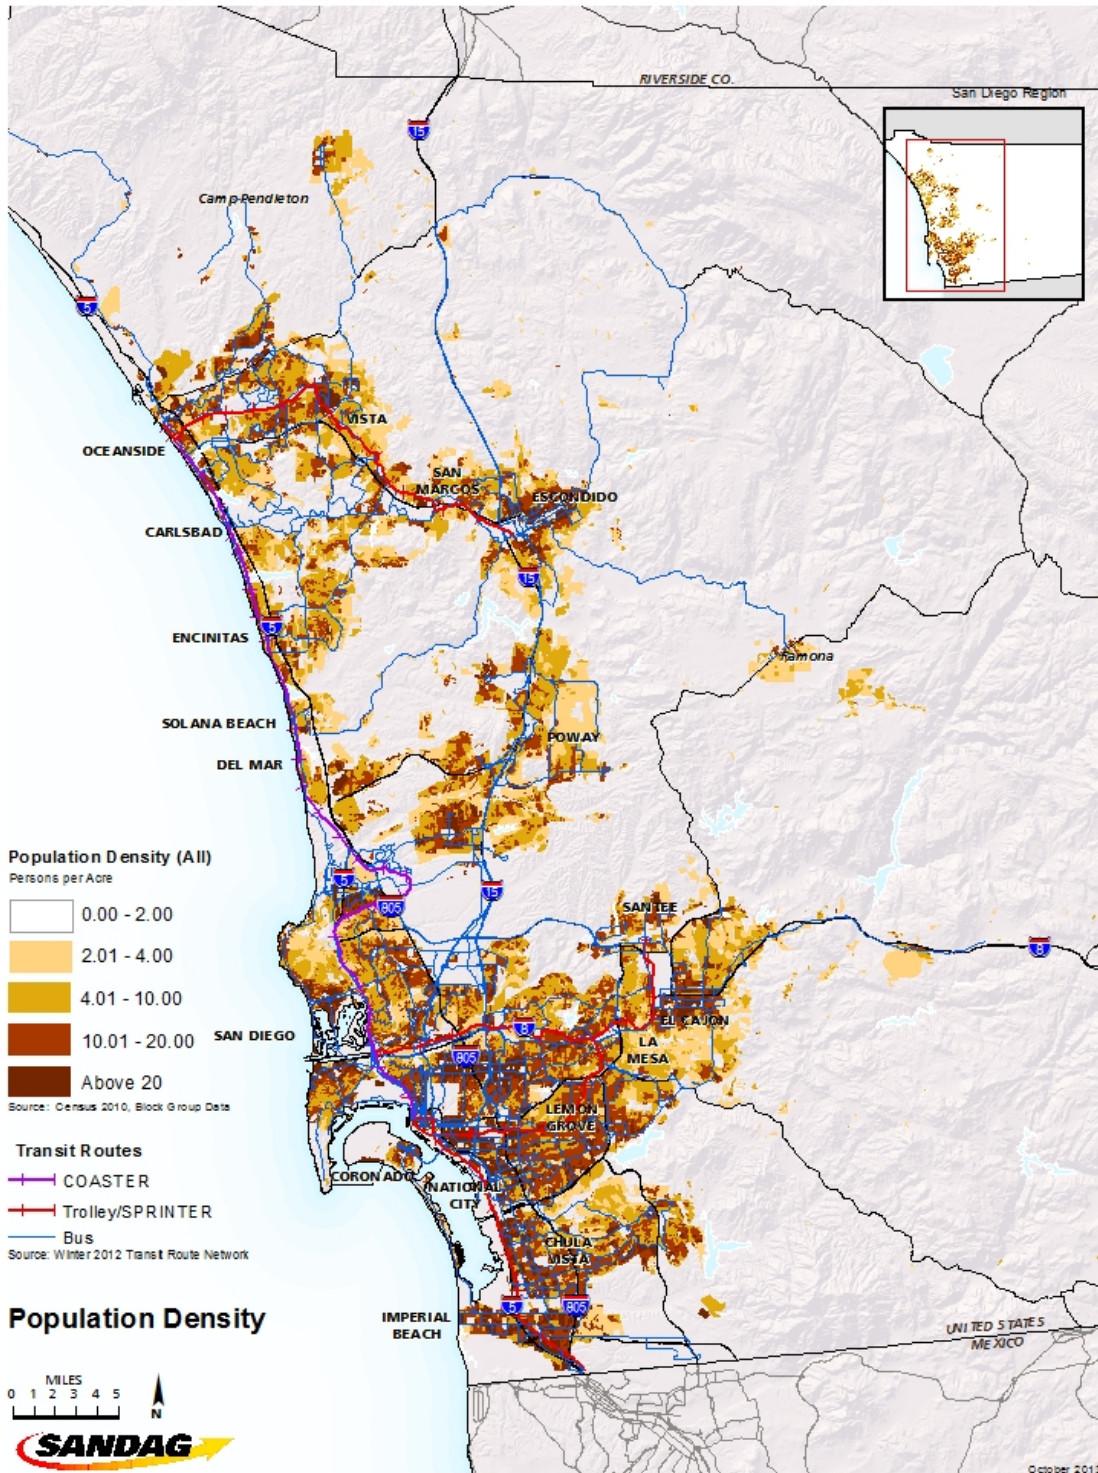 RIVERSIDE CO.
San Diego Region
15
Camp Pendleton
5
VISTA
OCEANSIDE
SAN
MARCOS
ESCONDIDO
CARLSBAD
15
5
ENCINITAS
Ramona
SOLANA BEACH
POWAY
DEL MAR
Population Density (All)
Persons per Acre
0.00 - 2.00
2.01 - 4.00
4.01 - 10.00
10.01 - 20.00
Above 20
Source: Census 2010, Block Group Data
5
15
805
SANTEE
8
EL CAJON
SAN DIEGO
8
LA
MESA
805
LEMON
GROVE
Transit Routes
COASTER
Trolley/SPRINTER
Bus
Source: Winter 2012 Transit Route Network
CORONADO
NATIONAL
CITY
CHULA
VISTA
5
805
IMPERIAL
BEACH
UNITED STATES
MEXICO
Population Density
MILES
0 1 2 3 4 5
N
SANDAG
October 2013